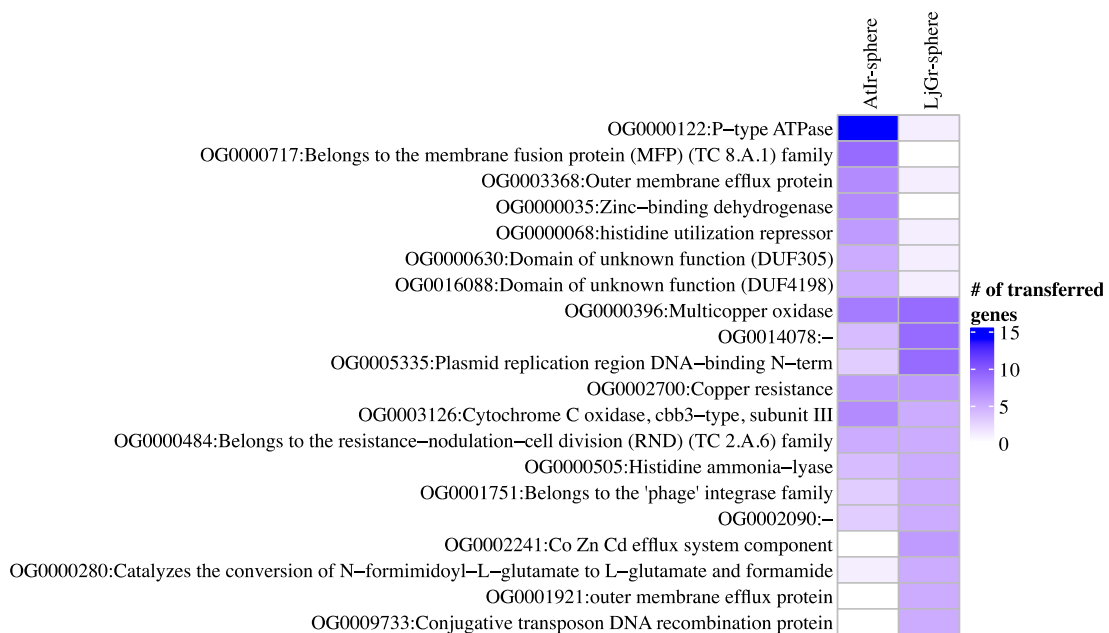 AtIr-sphere
LjGr-sphere
OG0000122:P−type ATPase
OG0000717:Belongs to the membrane fusion protein (MFP) (TC 8.A.1) family
OG0003368:Outer membrane efflux protein
OG0000035:Zinc−binding dehydrogenase
OG0000068:histidine utilization repressor
OG0000630:Domain of unknown function (DUF305)
OG0016088:Domain of unknown function (DUF4198)
OG0000396:Multicopper oxidase
OG0014078:−
OG0005335:Plasmid replication region DNA−binding N−term
OG0002700:Copper resistance
OG0003126:Cytochrome C oxidase, cbb3−type, subunit III
OG0000484:Belongs to the resistance−nodulation−cell division (RND) (TC 2.A.6) family
OG0000505:Histidine ammonia−lyase
OG0001751:Belongs to the 'phage' integrase family
OG0002090:−
OG0002241:Co Zn Cd efflux system component
OG0000280:Catalyzes the conversion of N−formimidoyl−L−glutamate to L−glutamate and formamide
OG0001921:outer membrane efflux protein
OG0009733:Conjugative transposon DNA recombination protein
# of transferred
genes
15
10
5
0